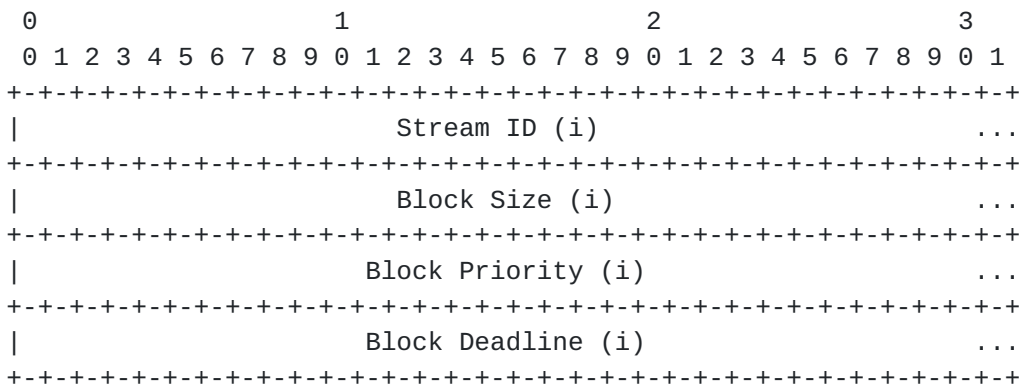 0                   1                   2                   3
0 1 2 3 4 5 6 7 8 9 0 1 2 3 4 5 6 7 8 9 0 1 2 3 4 5 6 7 8 9 0 1
+-+-+-+-+-+-+-+-+-+-+-+-+-+-+-+-+-+-+-+-+-+-+-+-+-+-+-+-+-+-+-+-+
|                        Stream ID (i)                        ...
+-+-+-+-+-+-+-+-+-+-+-+-+-+-+-+-+-+-+-+-+-+-+-+-+-+-+-+-+-+-+-+-+
|                        Block Size (i)                       ...
+-+-+-+-+-+-+-+-+-+-+-+-+-+-+-+-+-+-+-+-+-+-+-+-+-+-+-+-+-+-+-+-+
|                      Block Priority (i)                     ...
+-+-+-+-+-+-+-+-+-+-+-+-+-+-+-+-+-+-+-+-+-+-+-+-+-+-+-+-+-+-+-+-+
|                      Block Deadline (i)                     ...
+-+-+-+-+-+-+-+-+-+-+-+-+-+-+-+-+-+-+-+-+-+-+-+-+-+-+-+-+-+-+-+-+